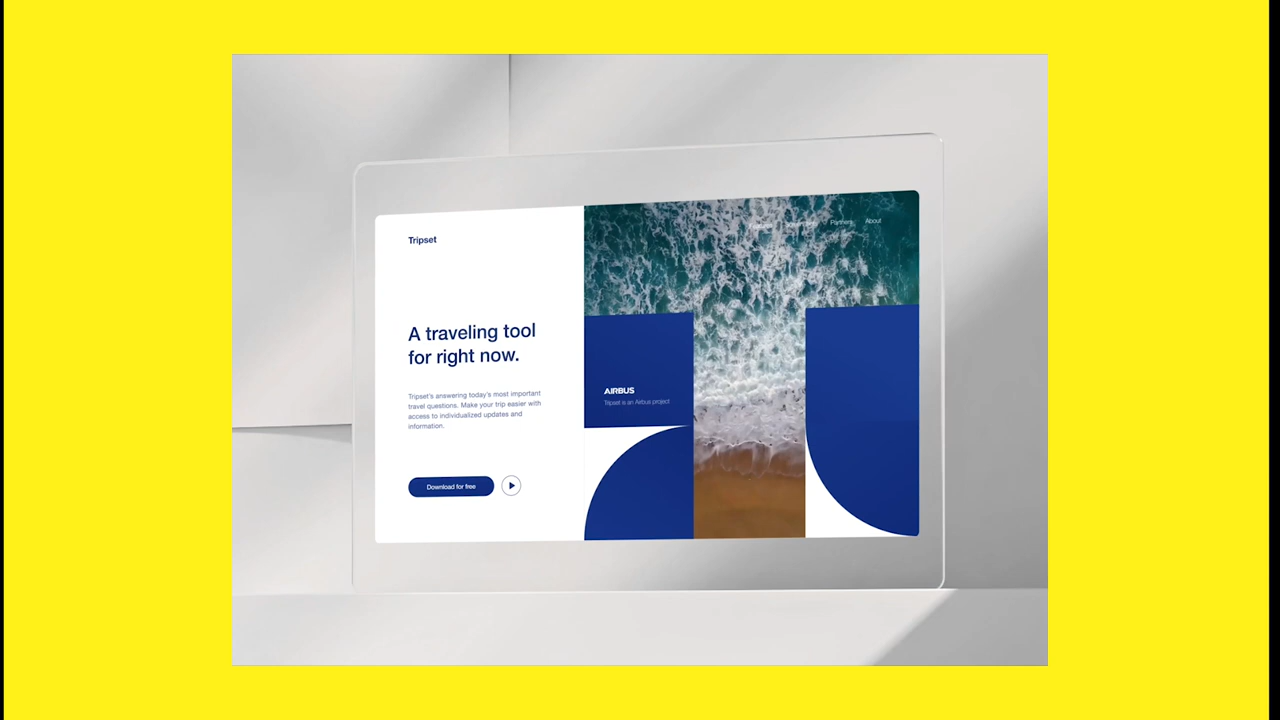 Tripset
Partners
About
A traveling tool
for right now.
Tripset's answering today's most important
travel questions. Make your trip easier with
access to individualized updates and
information.
Download for free
AIRBUS
Tripset is an Airbus project